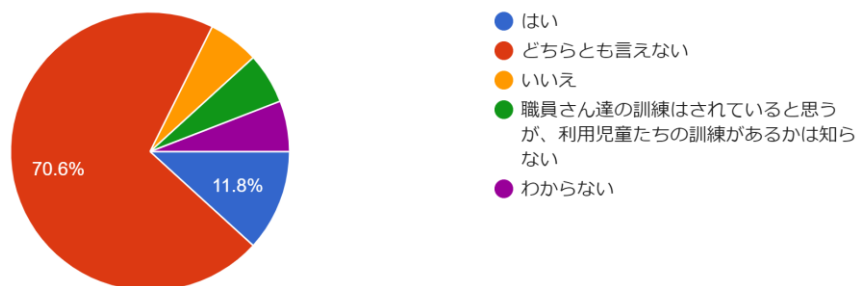 はい
どちらとも言えない
いいえ
職員さん達の訓練はされていると思う
が、利用児童たちの訓練があるかは知ら
ない
わからない
70.6%
11.8%